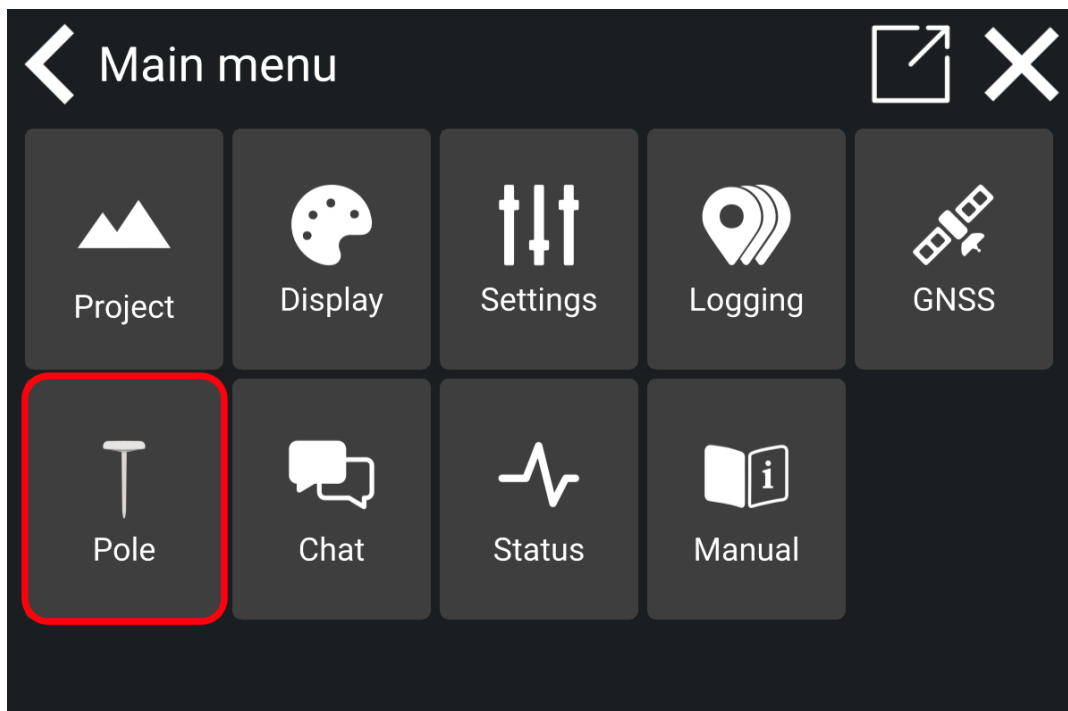 Main menu
Project
Display
Settings
Logging
GNSS
Pole
Chat
Status
i
Manual